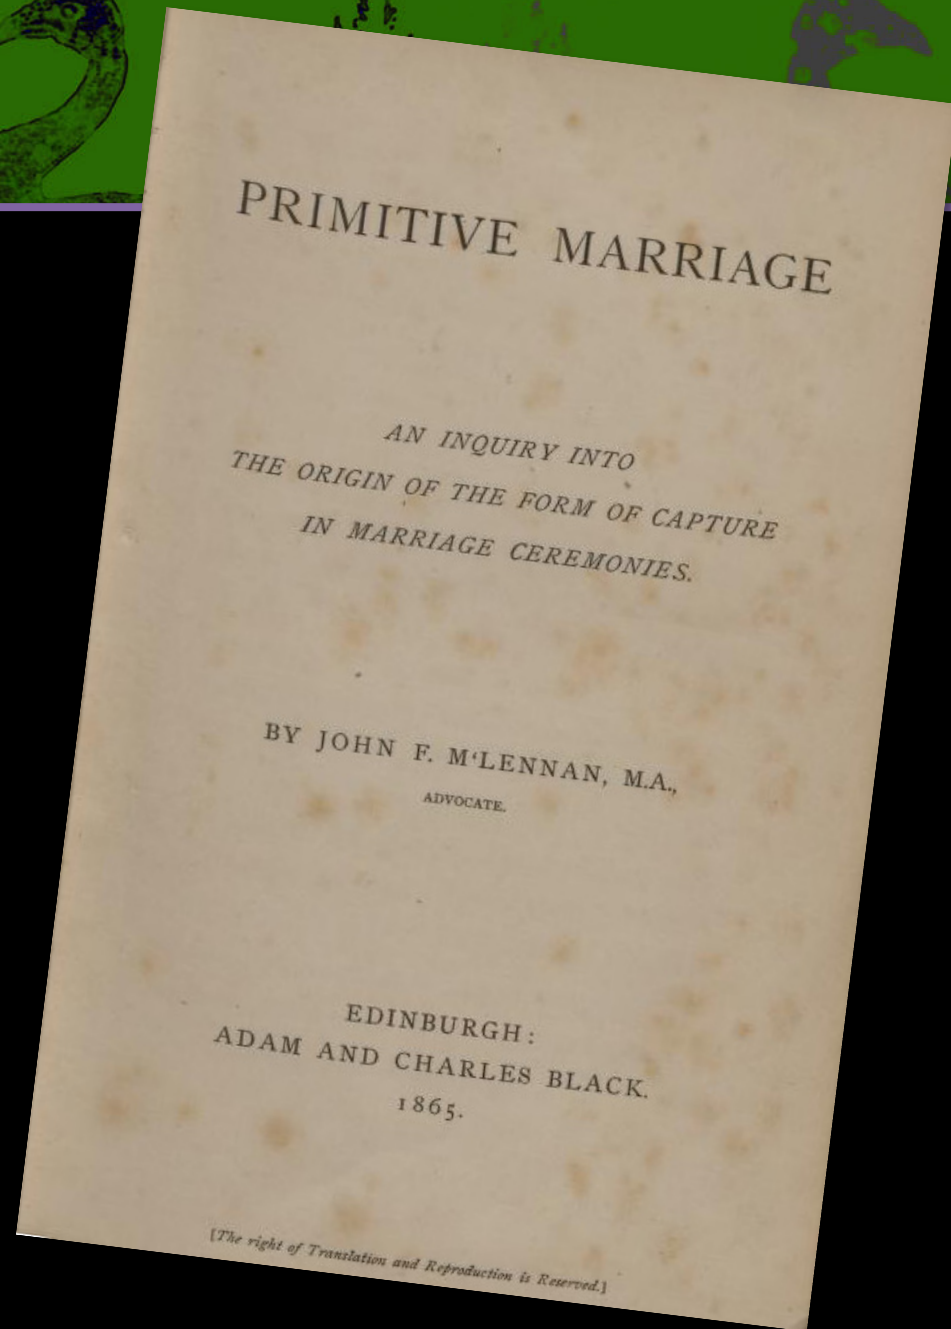 PRIMITIVE MARRIAGE
AN INQUIRY INTO
THE ORIGIN OF THE FORM OF CAPTURE
IN MARRIAGE CEREMONIES.
BY JOHN F. M‘LENNAN, M.A.,
ADVOCATE.
EDINBURGH:
ADAM AND CHARLES BLACK.
1865.
[The right of Translation and Reproduction is Reserved.]